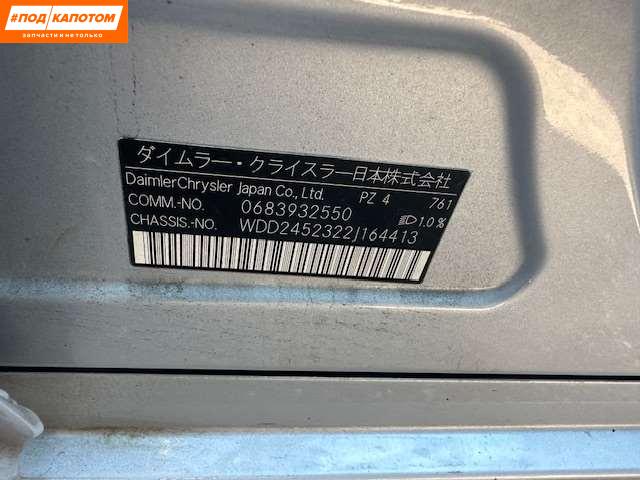 #ПОД КАПОТОМ
ЗАПЧАСТИ И НЕ ТОЛЬКО
ダイムラー・クライスラー日本株式会社
DaimlerChrysler Japan Co., Ltd. PZ 4 761
COMM.-NO. 0683932550 1.0%
CHASSIS.-NO. WDD2452322J164413